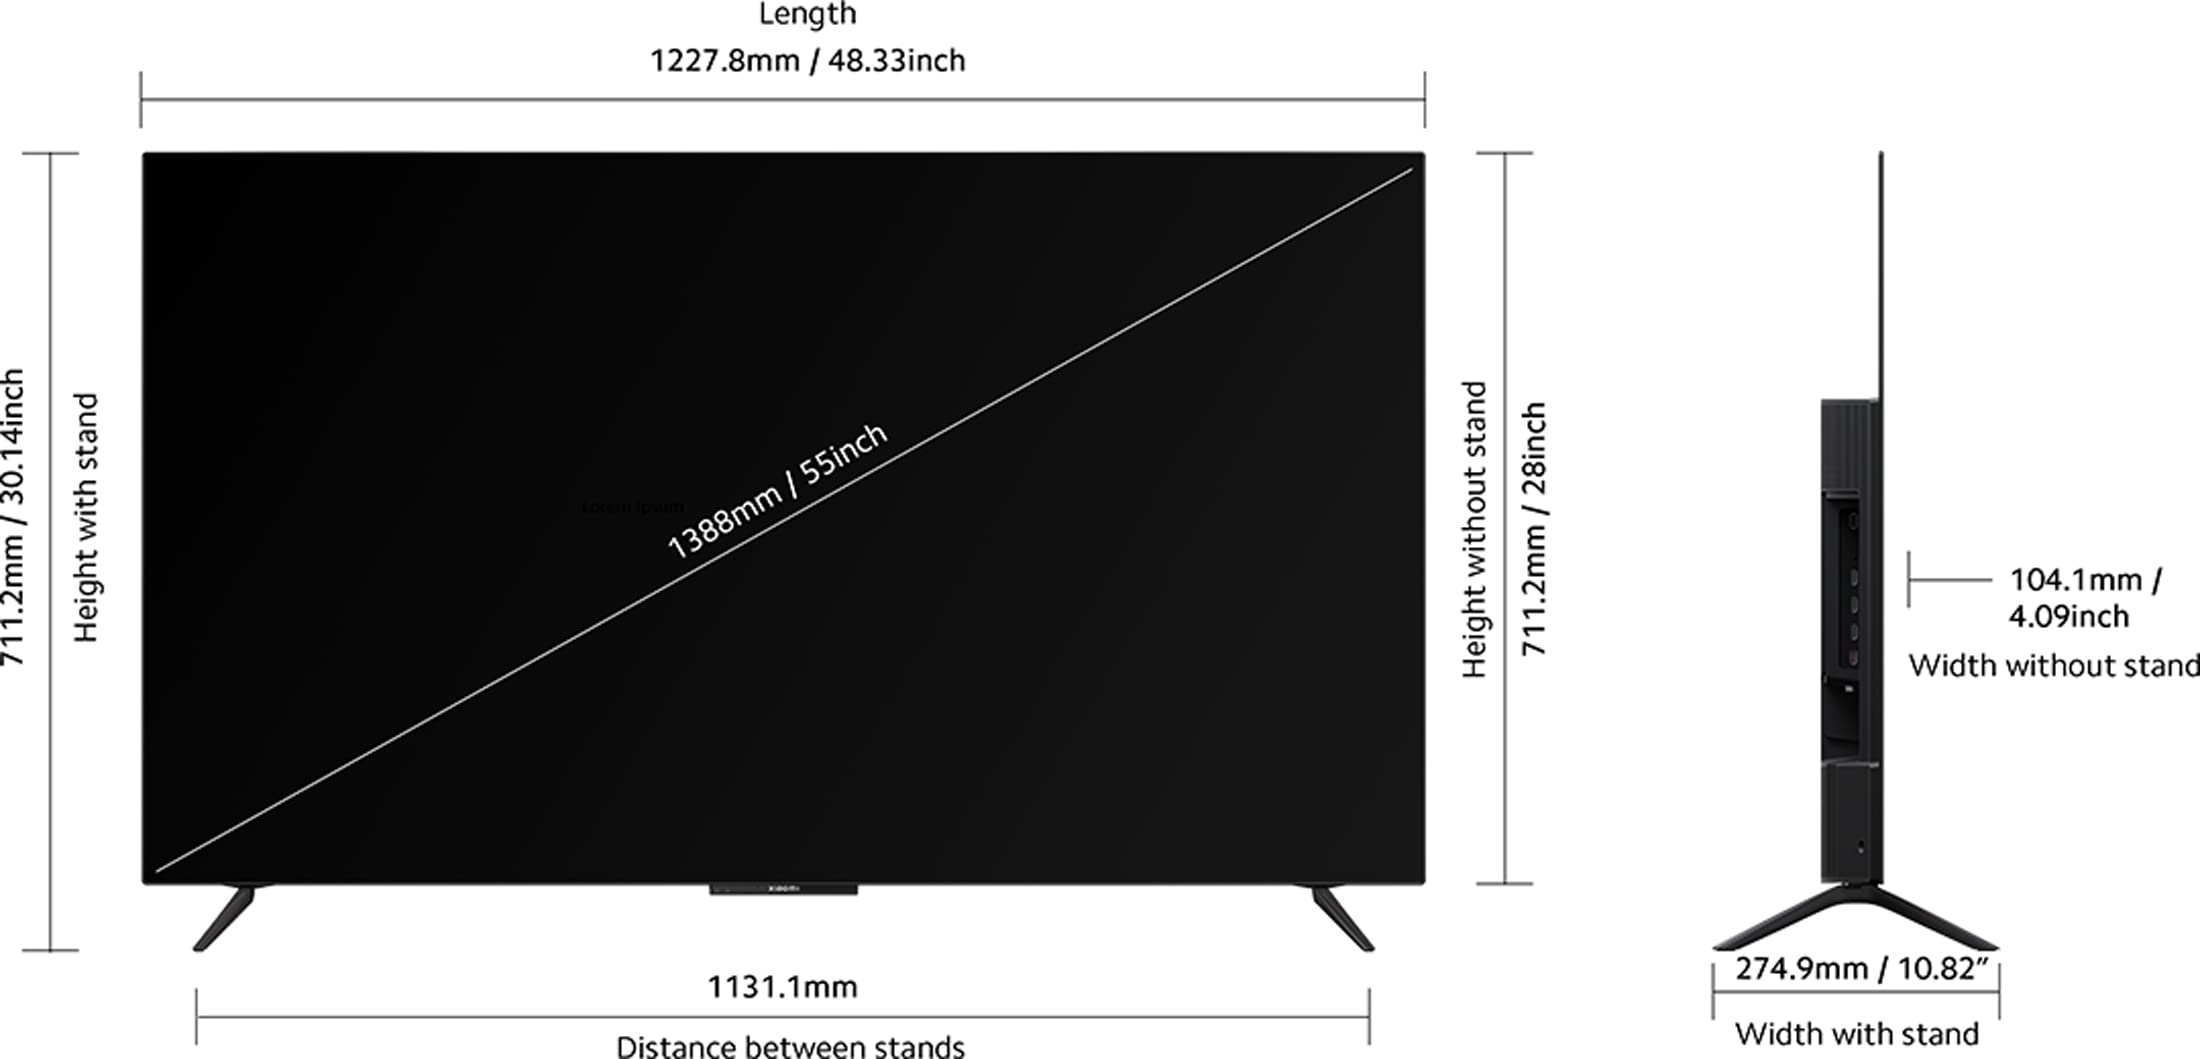 Length
1227.8mm / 48.33inch
711.2mm / 30.14inch
Height with stand
Lorem Ipsum
1388mm / 55inch
Height without stand
711.2mm / 28inch
104.1mm /
4.09inch
Width without stand
xiaomi
1131.1mm
Distance between stands
274.9mm / 10.82”
Width with stand